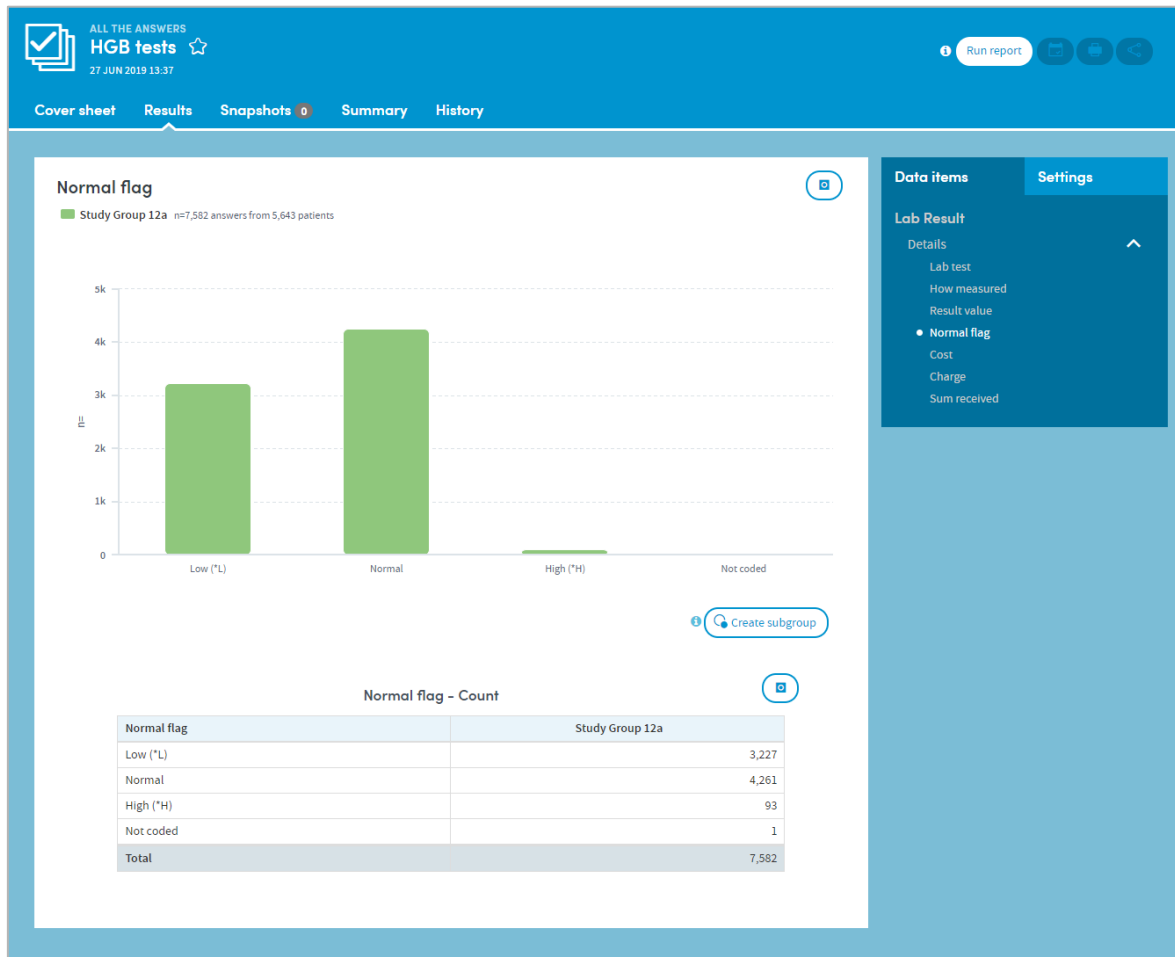 ALL THE ANSWERS
HGB tests
27 JUN 2019 13:37
Run report
Cover sheet Results Snapshots 0 Summary History
Normal flag
Study Group 12a n=7,582 answers from 5,643 patients
5k
4k
3k
n=
2k
1k
0
Low (*L) Normal High (*H) Not coded
Create subgroup
Normal flag - Count
Normal flag Study Group 12a
Low (*L) 3,227
Normal 4,261
High (*H) 93
Not coded 1
Total 7,582
Data items Settings
Lab Result
Details
Lab test
How measured
Result value
Normal flag
Cost
Charge
Sum received